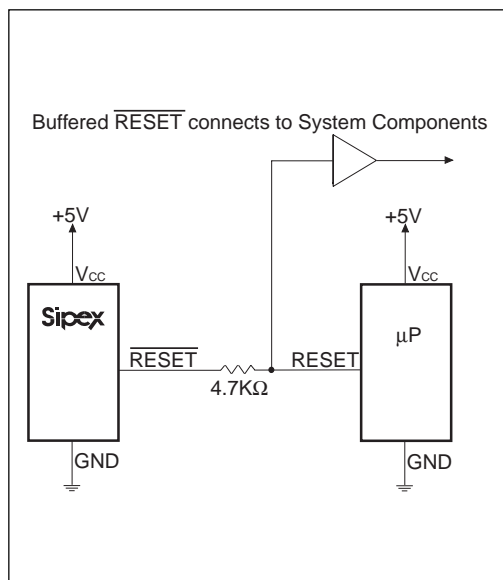 Buffered RESET connects to System Components
+5V
+5V
VCC
VCC
Sipex
µP
RESET
RESET
4.7KΩ
GND
GND